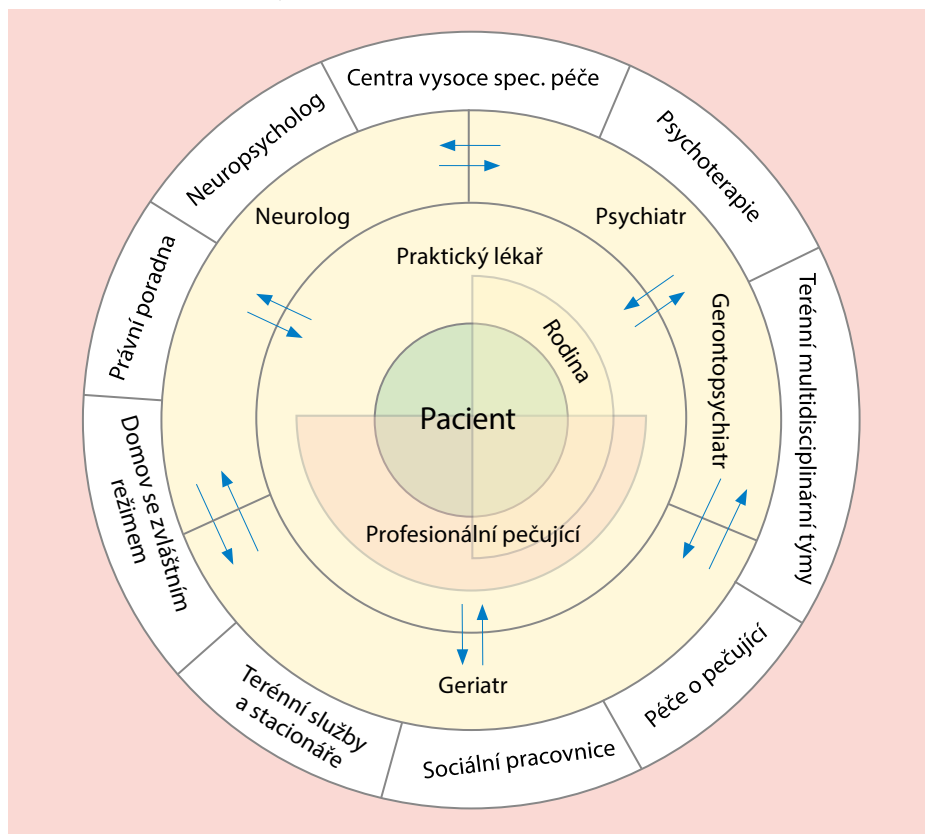 Centra vysoce spec. péče
Neuropsycholog
Psychoterapie
Neurolog
Psychiatr
Praktický lékař
Právní poradna
Rodina
Gerontopsychiatr
Terénní multidisciplinární týmy
Pacient
Domov se zvláštním
režimem
Profesionální pečující
Geriatr
Péče o pečující
Terénní služby
a stacionáře
Sociální pracovnice